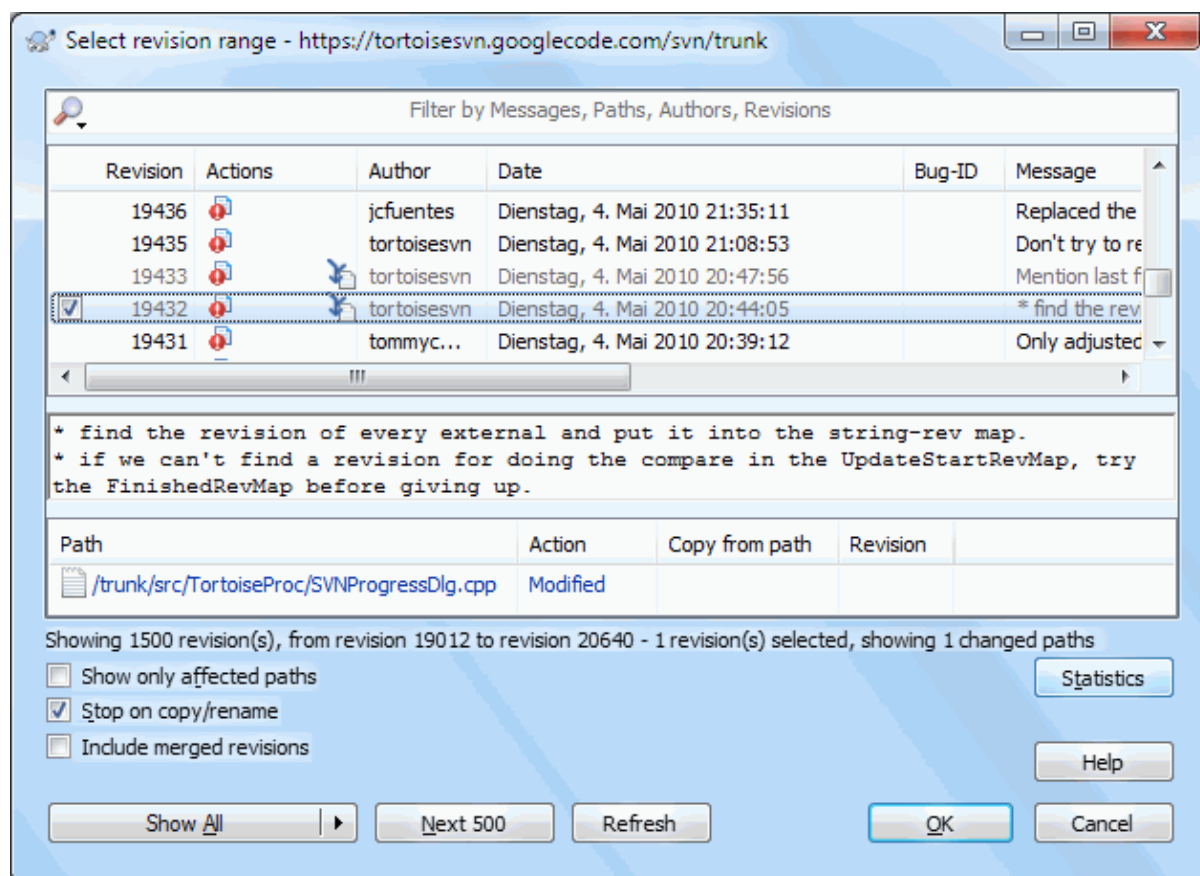 Select revision range - https://tortoisesvn.googlecode.com/svn/trunk
Filter by Messages, Paths, Authors, Revisions
Revision Actions Author Date Bug-ID Message
19436 jcfuentes Dienstag, 4. Mai 2010 21:35:11 Replaced the
19435 tortoisesvn Dienstag, 4. Mai 2010 21:08:53 Don't try to re
19433 tortoisesvn Dienstag, 4. Mai 2010 20:47:56 Mention last f
19432 tortoisesvn Dienstag, 4. Mai 2010 20:44:05 * find the rev
19431 tommyc... Dienstag, 4. Mai 2010 20:39:12 Only adjusted
* find the revision of every external and put it into the string-rev map.
* if we can't find a revision for doing the compare in the UpdateStartRevMap, try
the FinishedRevMap before giving up.
Path Action Copy from path Revision
/trunk/src/TortoiseProc/SVNProgressDlg.cpp Modified
Showing 1500 revision(s), from revision 19012 to revision 20640 - 1 revision(s) selected, showing 1 changed paths
Show only affected paths
Statistics
Stop on copy/rename
Include merged revisions
Help
Show All Next 500 Refresh OK Cancel